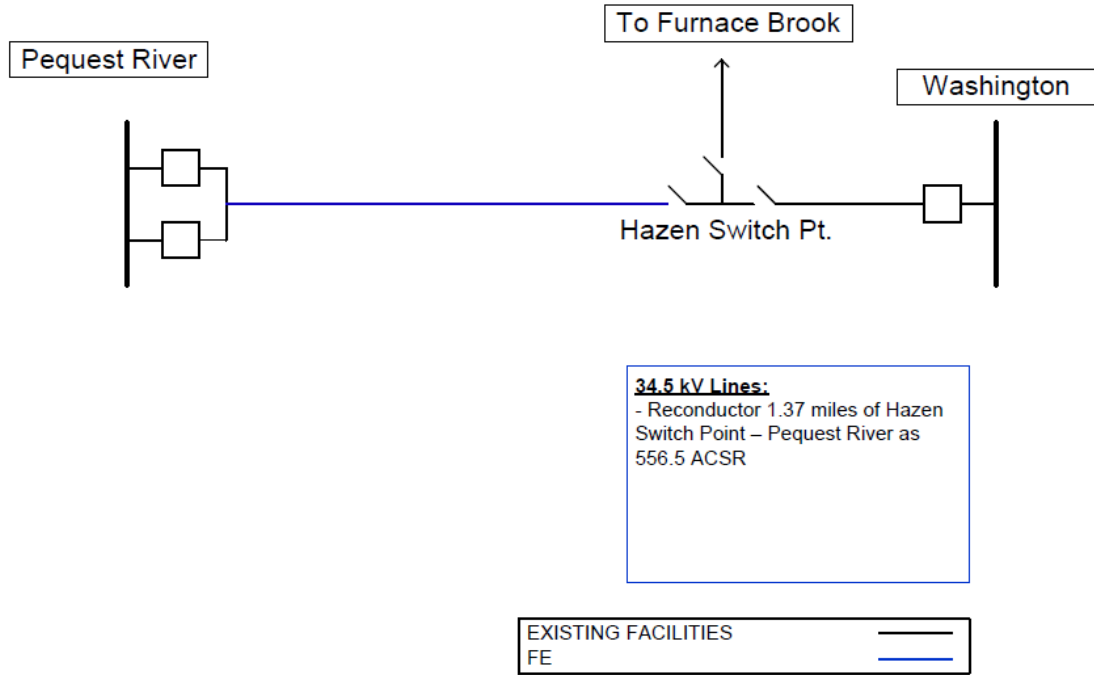 To Furnace Brook
Pequest River
Washington
Hazen Switch Pt.
34.5 kV Lines:
- Reconductor 1.37 miles of Hazen
Switch Point – Pequest River as
556.5 ACSR
EXISTING FACILITIES
FE